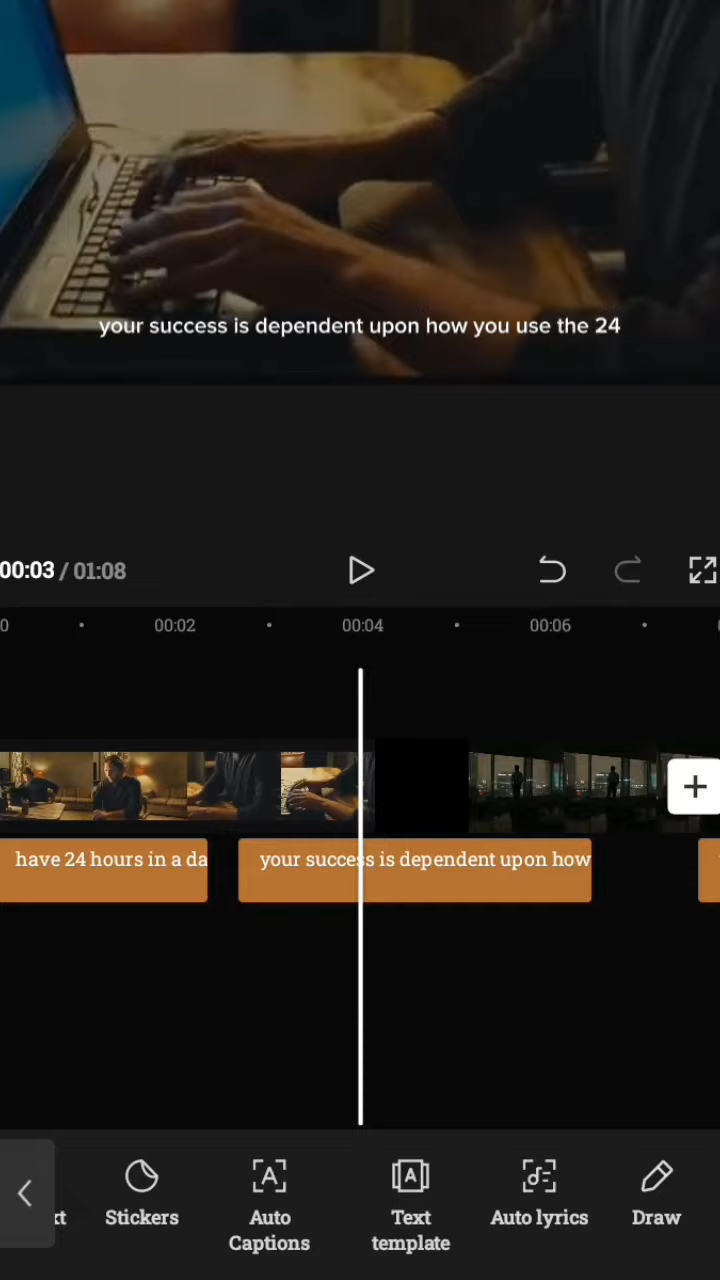 your success is dependent upon how you use the 24
00:03 / 01:08
00:02
00:04
00:06
have 24 hours in a da
your success is dependent upon how
Stickers
Auto Captions
Text template
Auto lyrics
Draw